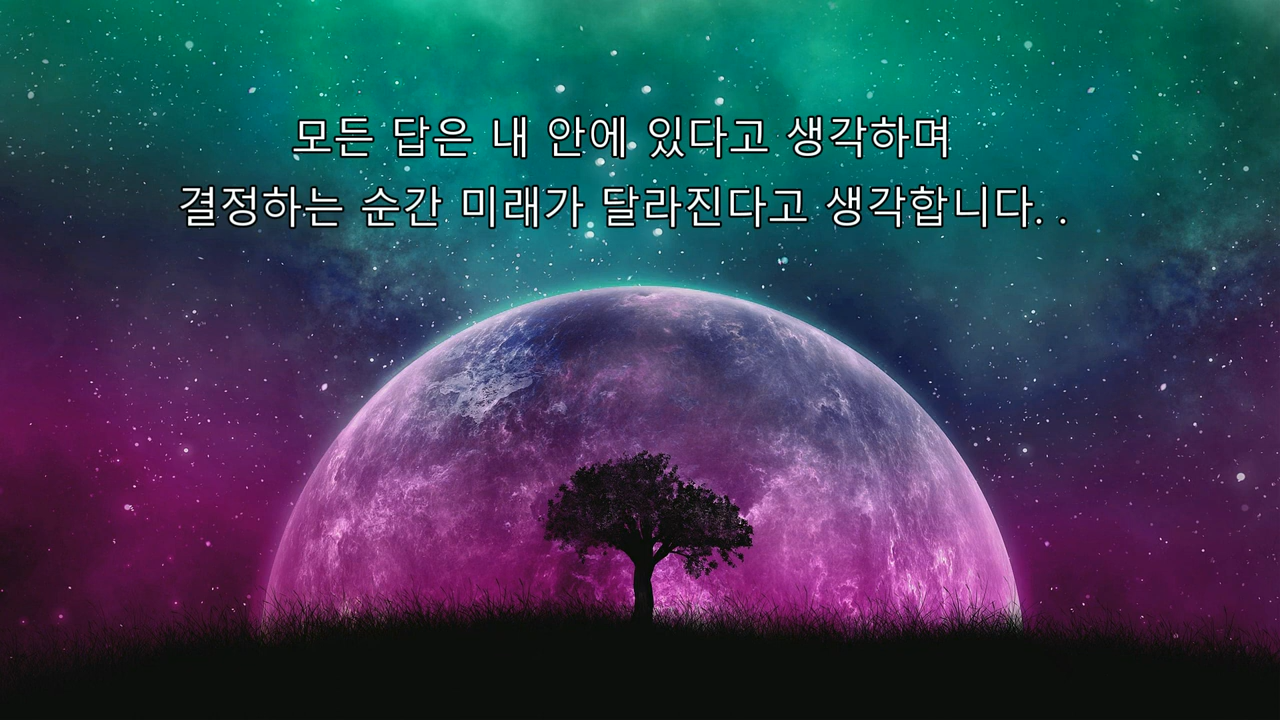 모든 답은 내 안에 있다고 생각하며
결정하는 순간 미래가 달라진다고 생각합니다. .